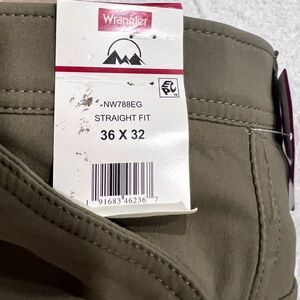 Wrangler
NW788EG
STRAIGHT FIT
36 X 32
1 91683 46236 7